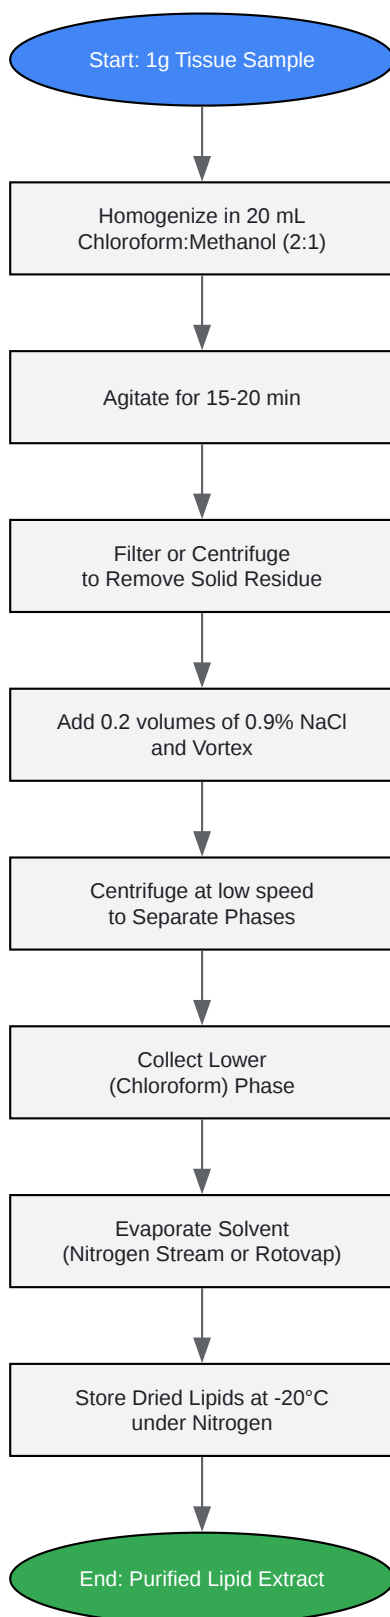 Start: 1g Tissue Sample
Homogenize in 20 mL
Chloroform:Methanol (2:1)
Agitate for 15-20 min
Filter or Centrifuge
to Remove Solid Residue
Add 0.2 volumes of 0.9% NaCl
and Vortex
Centrifuge at low speed
to Separate Phases
Collect Lower
(Chloroform) Phase
Evaporate Solvent
(Nitrogen Stream or Rotovap)
Store Dried Lipids at -20°C
under Nitrogen
End: Purified Lipid Extract